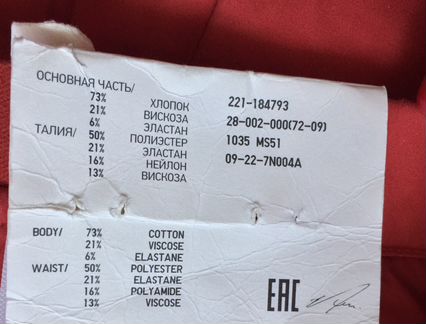 ОСНОВНАЯ ЧАСТЬ/
73% ХЛОПОК 221-184793
21% ВИСКОЗА 28-002-000(72-09)
6% ЭЛАСТАН 1035 MS51
ТАЛИЯ/ 50% ПОЛИЭСТЕР 09-22-7N004A
21% ЭЛАСТАН
16% НЕЙЛОН
13% ВИСКОЗА
BODY/ 73% COTTON
21% VISCOSE
6% ELASTANE
WAIST/ 50% POLYESTER
21% ELASTANE
16% POLYAMIDE
13% VISCOSE
EAC